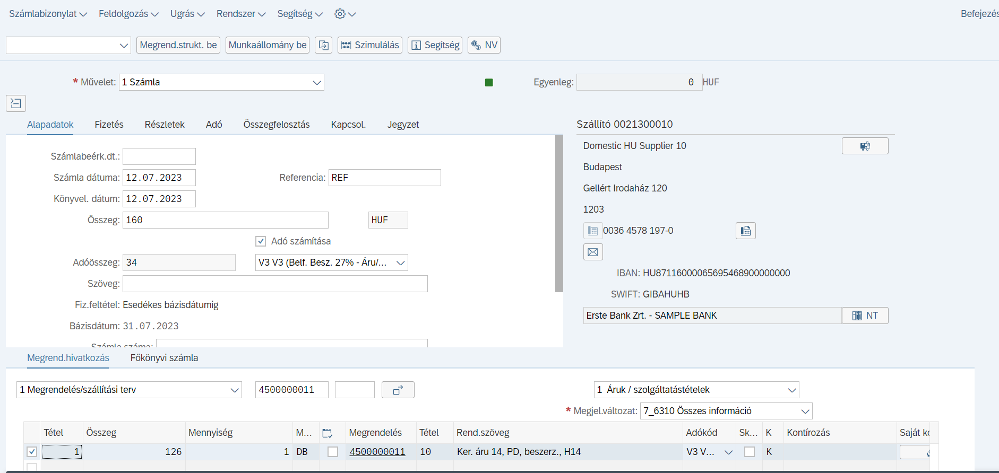 Számlabizonylat Feldolgozás Ugrás Rendszer Segítség Befejezés
Megrend.strukt. be Munkaállomány be Szimulálás Segítség NV
* Művelet: 1 Számla Egyenleg: 0 HUF
Alapadatok Fizetés Részletek Adó Összegfelosztás Kapcsol. Jegyzet
Szállító 0021300010
Számlabeérk.dt.:
Számla dátuma: 12.07.2023 Referencia: REF
Könyvel. dátum: 12.07.2023
Összeg: 160 HUF
Adó számítása
Adóösszeg: 34 V3 V3 (Belf. Besz. 27% - Áru/...
Szöveg:
Fiz.feltétel: Esedékes bázisdátumig
Bázisdátum: 31.07.2023
Számla száma:
Domestic HU Supplier 10
Budapest
Gellért Irodaház 120
1203
0036 4578 197-0
IBAN: HU87116000065695468900000000
SWIFT: GIBAHUHB
Erste Bank Zrt. - SAMPLE BANK NT
Megrend.hivatkozás Főkönyvi számla
1 Megrendelés/szállítási terv 4500000011 1 Áruk / szolgáltatástételek
* Megjel.változat: 7_6310 Összes információ
Tétel Összeg Mennyiség M... Megrendelés Tétel Rend.szöveg Adókód Sk... K Kontírozás Saját ko
1 126 1 DB 4500000011 10 Ker. áru 14, PD, beszerz., H14 V3 V... K